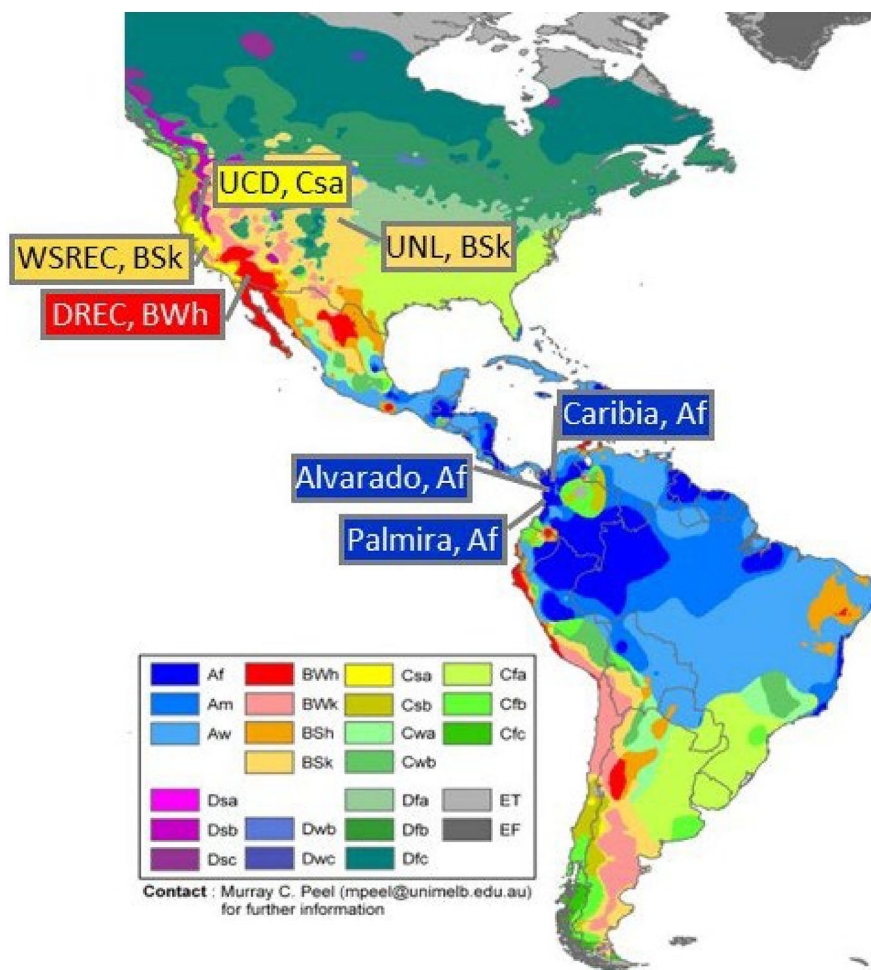 UCD, Csa
UNL, BSk
WSREC, BSk
DREC, BWh
Caribia, Af
Alvarado, Af
Palmira, Af
Af BWh Csa Cfa
Am BWk Csb Cfb
Aw BSh Cwa Cfc
BSk Cwb
Dsa Dfa ET
Dsb Dwb Dfb EF
Dsc Dwc Dfc
Contact : Murray C. Peel (mpeel@unimelb.edu.au)
for further information